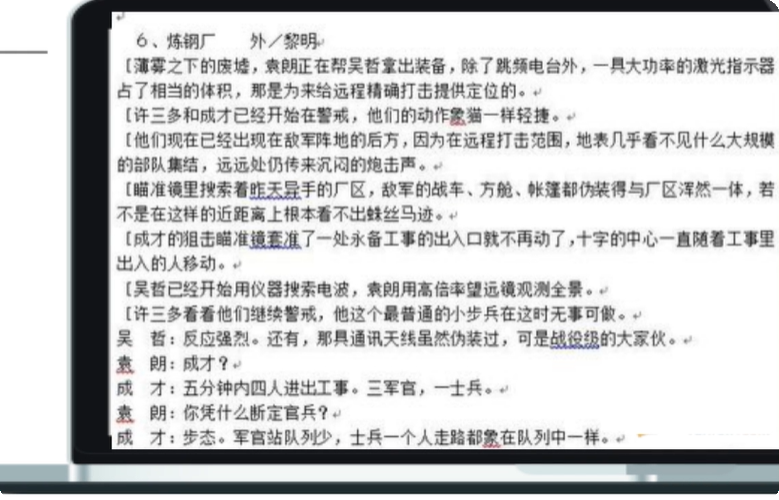 6、炼钢厂 外／黎明
［薄雾之下的废墟，袁朗正在帮吴哲拿出装备，除了跳频电台外，一具大功率的激光指示器
占了相当的体积，那是为来给远程精确打击提供定位的。
［许三多和成才已经开始在警戒，他们的动作象猫一样轻捷。
［他们现在已经出现在敌军阵地的后方，因为在远程打击范围，地表几乎看不见什么大规模
的部队集结，远远处仍传来沉闷的炮击声。
［瞄准镜里搜索着昨天异手的厂区，敌军的战车、方舱、帐篷都伪装得与厂区浑然一体，若
不是在这样的近距离上根本看不出蛛丝马迹。
［成才的狙击瞄准镜套准了一处永备工事的出入口就不再动了，十字的中心一直随着工事里
出入的人移动。
［吴哲已经开始用仪器搜索电波，袁朗用高倍率望远镜观测全景。
［许三多看看他们继续警戒，他这个最普通的小步兵在这时无事可做。
吴 哲：反应强烈。还有，那具通讯天线虽然伪装过，可是战役级的大家伙。
袁 朗：成才？
成 才：五分钟内四人进出工事。三军官，一士兵。
袁 朗：你凭什么断定官兵？
成 才：步态。军官站队列少，士兵一个人走路都象在队列中一样。